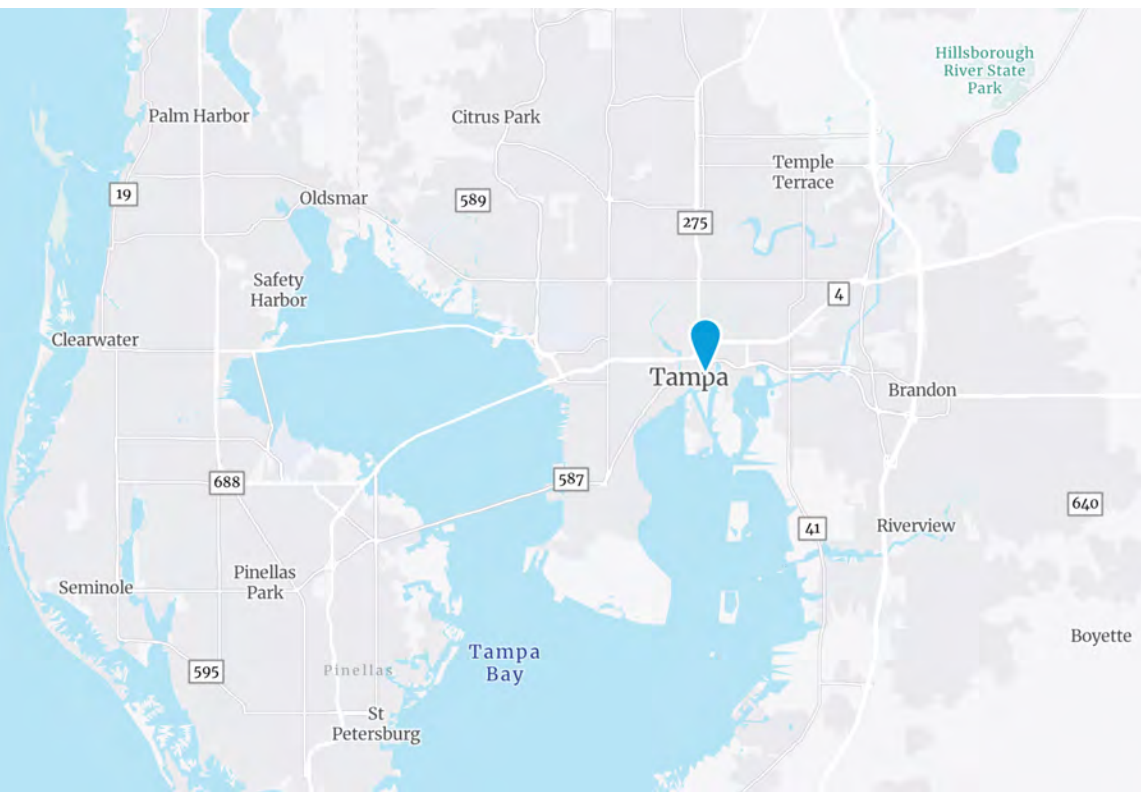 Hillsborough
River State
Park
Palm Harbor
Citrus Park
Temple
Terrace
19
Oldsmar
589
275
Safety
Harbor
4
Clearwater
Tampa
Brandon
688
587
640
41
Riverview
Pinellas
Park
Seminole
Boyette
Tampa
Bay
595
Pinellas
St
Petersburg